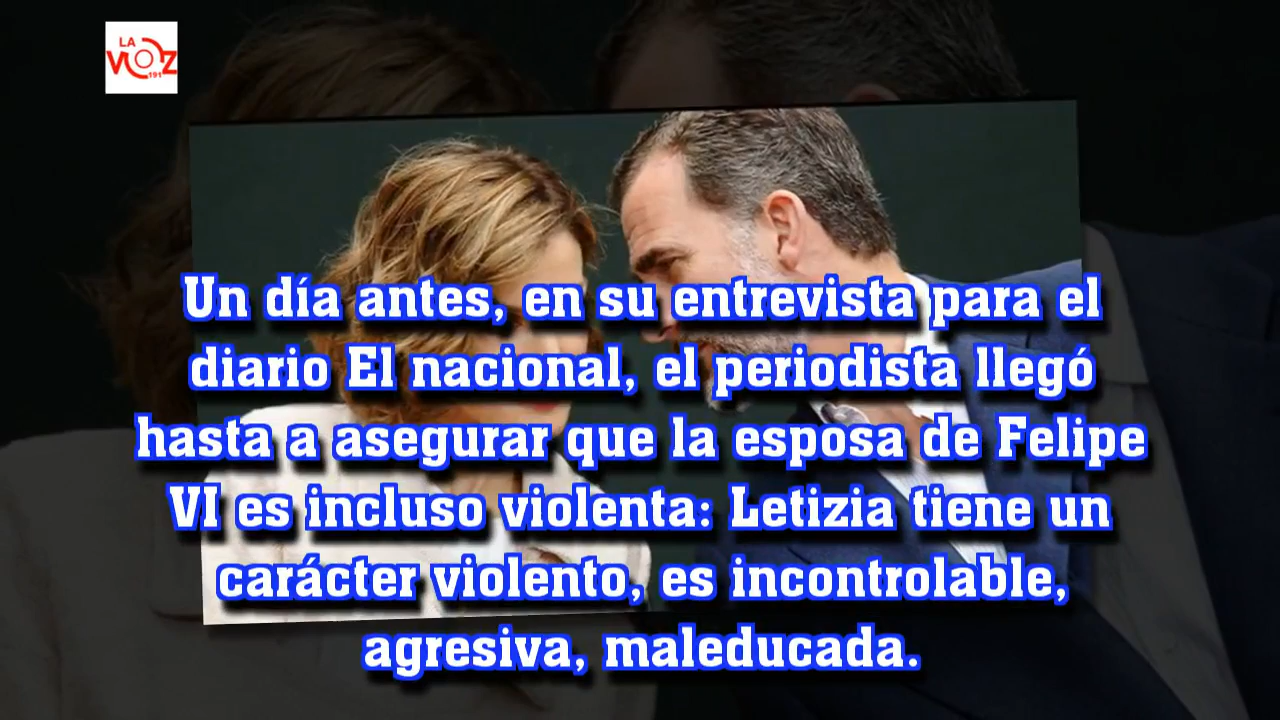 LA
VOZ
191
Un día antes, en su entrevista para el
diario El nacional, el periodista llegó
hasta a asegurar que la esposa de Felipe
VI es incluso violenta: Letizia tiene un
carácter violento, es incontrolable,
agresiva, maleducada.